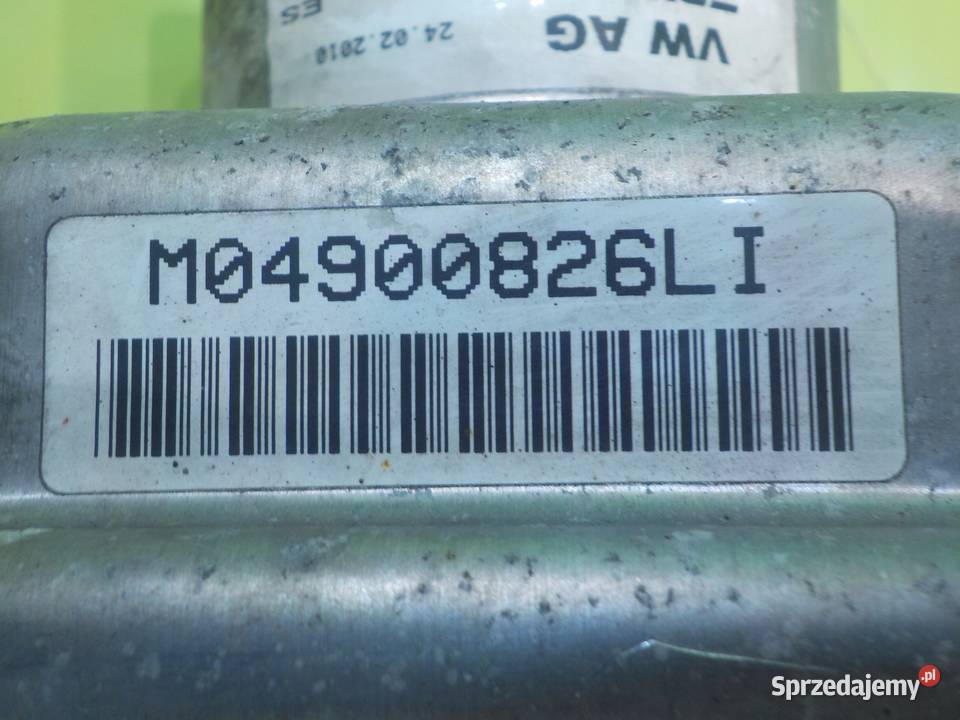 VW AG
24.02.2010
ES
M04900826LI
Sprzedajemy.pl